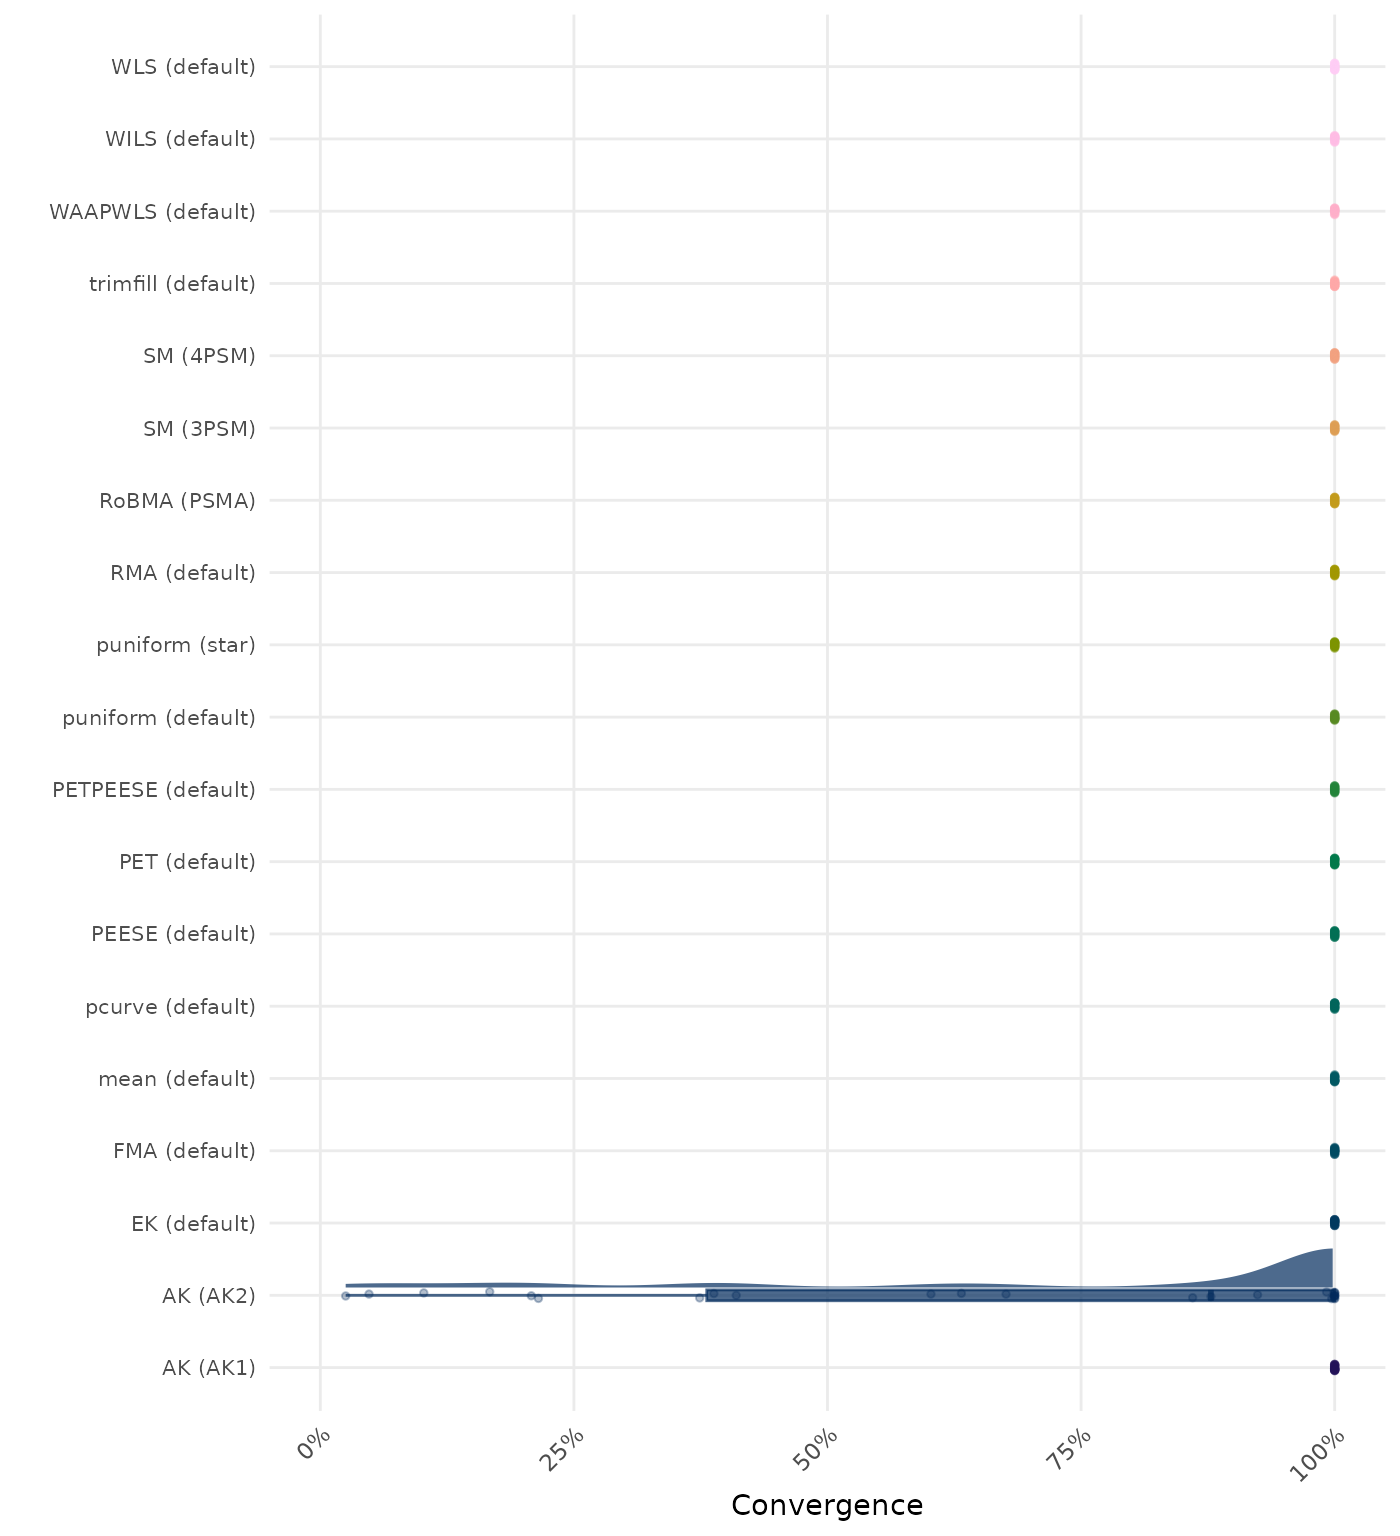 WLS (default)
WILS (default)
WAAPWLS (default)
trimfill (default)
SM (4PSM)
SM (3PSM)
RoBMA (PSMA)
RMA (default)
puniform (star)
puniform (default)
PETPEESE (default)
PET (default)
PEESE (default)
pcurve (default)
mean (default)
FMA (default)
EK (default)
AK (AK2)
AK (AK1)
0% 25% 50% 75% 100%
Convergence